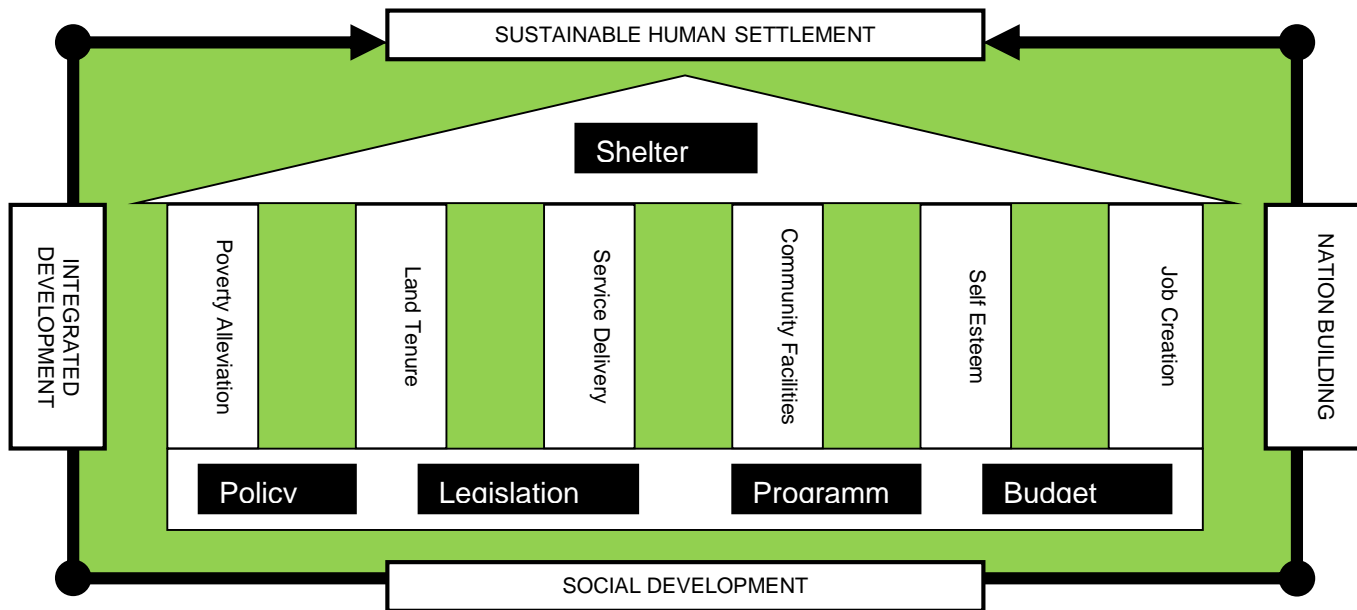 SUSTAINABLE HUMAN SETTLEMENT
Shelter
INTEGRATED
DEVELOPMENT
Poverty Alleviation
Land Tenure
Service Delivery
Community Facilities
Self Esteem
Job Creation
NATION BUILDING
Policy
Legislation
Programm
Budget
SOCIAL DEVELOPMENT